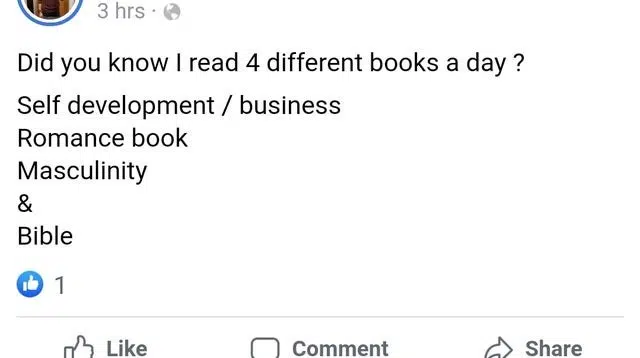 3 hrs ·
Did you know I read 4 different books a day ?
Self development / business
Romance book
Masculinity
&
Bible
1
Like Comment Share